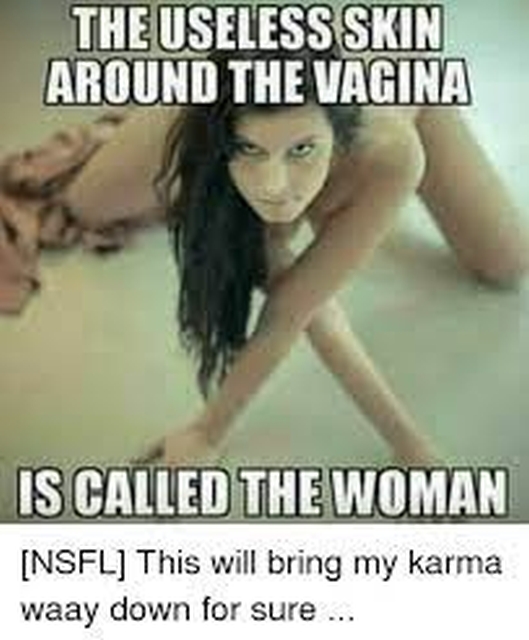 THE USELESS SKIN
AROUND THE VAGINA
IS CALLED THE WOMAN
[NSFL] This will bring my karma
waay down for sure ...